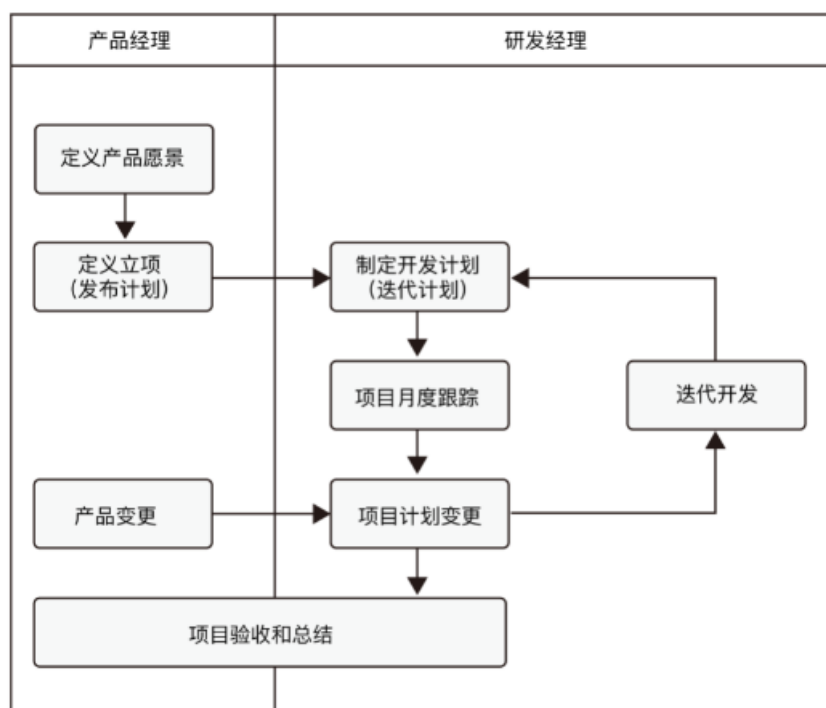 产品经理
研发经理
定义产品愿景
定义立项
(发布计划)
制定开发计划
(迭代计划)
项目月度跟踪
迭代开发
产品变更
项目计划变更
项目验收和总结